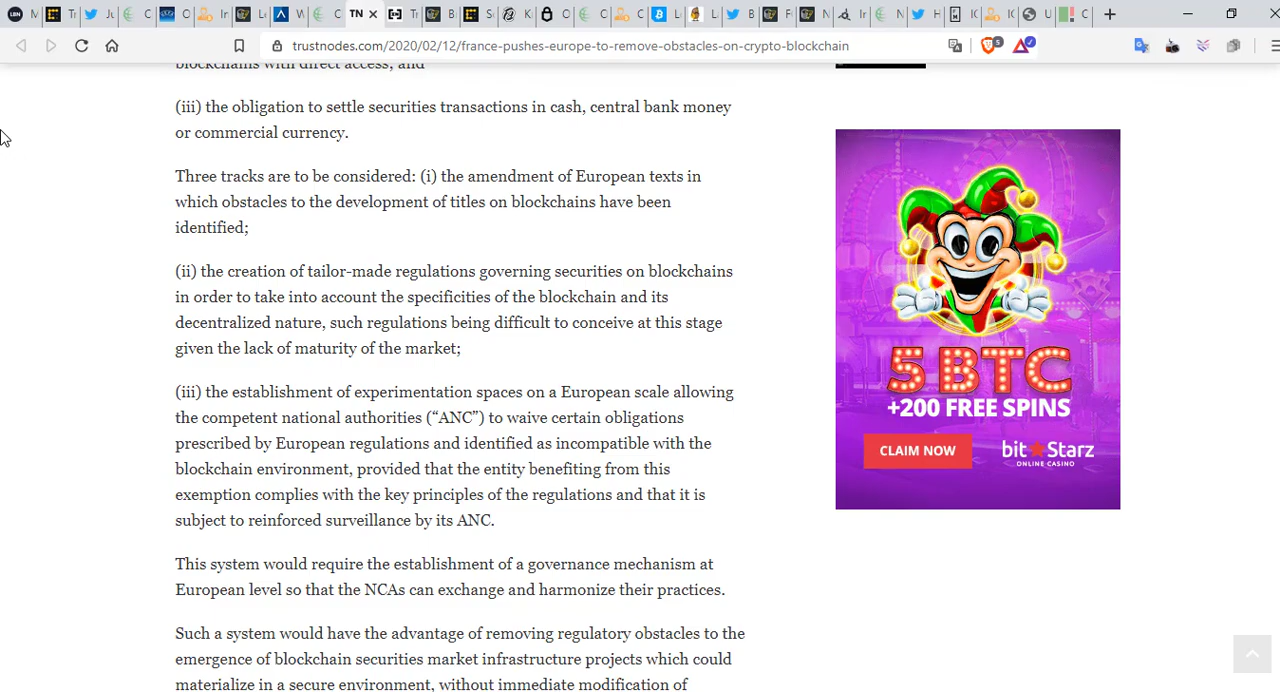 LBN
TN
trustnodes.com/2020/02/12/france-pushes-europe-to-remove-obstacles-on-crypto-blockchain
5
blockchains with direct access, and
(iii) the obligation to settle securities transactions in cash, central bank money
or commercial currency.
Three tracks are to be considered: (i) the amendment of European texts in
which obstacles to the development of titles on blockchains have been
identified;
(ii) the creation of tailor-made regulations governing securities on blockchains
in order to take into account the specificities of the blockchain and its
decentralized nature, such regulations being difficult to conceive at this stage
given the lack of maturity of the market;
(iii) the establishment of experimentation spaces on a European scale allowing
the competent national authorities (“ANC”) to waive certain obligations
prescribed by European regulations and identified as incompatible with the
blockchain environment, provided that the entity benefiting from this
exemption complies with the key principles of the regulations and that it is
subject to reinforced surveillance by its ANC.
This system would require the establishment of a governance mechanism at
European level so that the NCAs can exchange and harmonize their practices.
Such a system would have the advantage of removing regulatory obstacles to the
emergence of blockchain securities market infrastructure projects which could
materialize in a secure environment, without immediate modification of
5 BTC
+200 FREE SPINS
CLAIM NOW
bit Starz
ONLINE CASINO